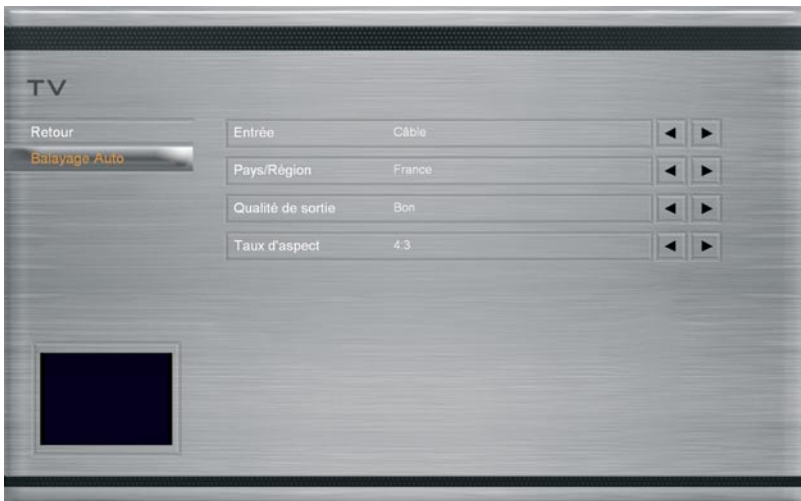 TV
Retour
Balayage Auto
Entrée Câble
Pays/Région France
Qualité de sortie Bon
Taux d'aspect 4:3